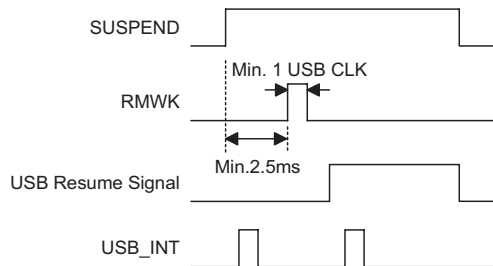 SUSPEND
Min. 1 USB CLK
RMWK
Min.2.5ms
USB Resume Signal
USB_INT